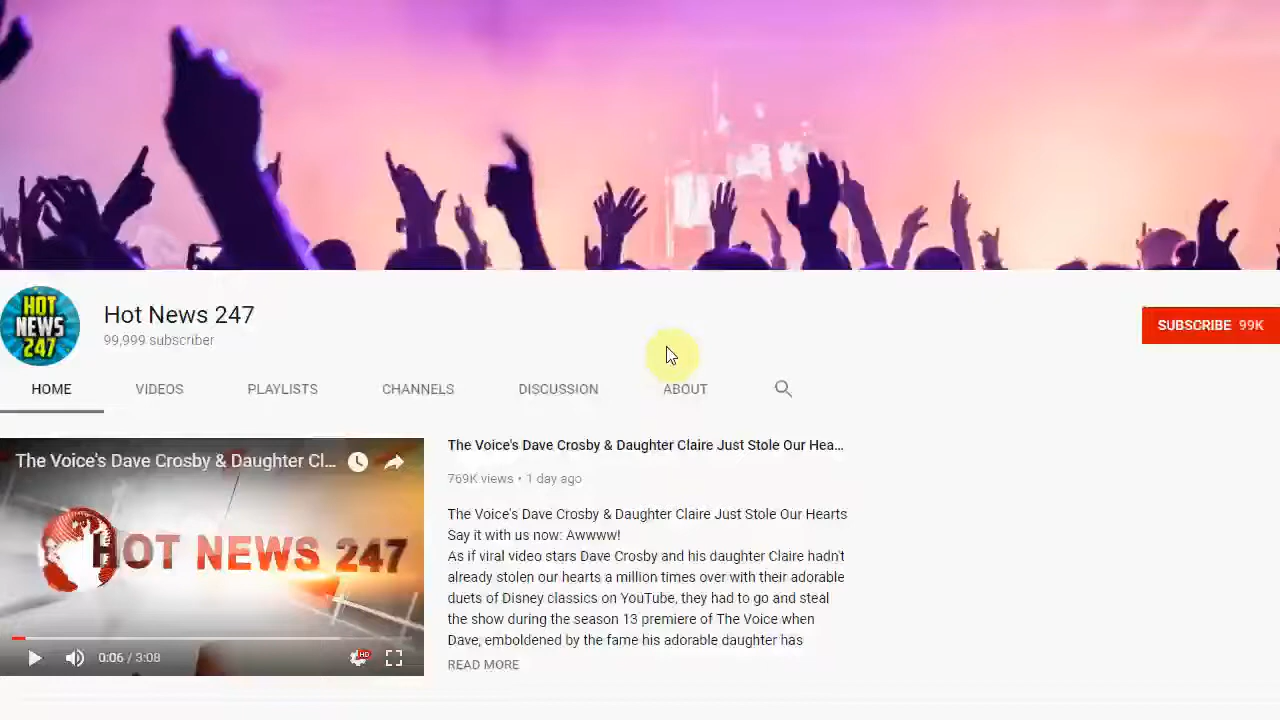 HOT
NEWS
247
Hot News 247
99,999 subscriber
SUBSCRIBE 99K
HOME VIDEOS PLAYLISTS CHANNELS DISCUSSION ABOUT
The Voice's Dave Crosby & Daughter Cl...
HOT NEWS 247
0:06 / 3:08
HD
The Voice's Dave Crosby & Daughter Claire Just Stole Our Hea...
769K views • 1 day ago
The Voice's Dave Crosby & Daughter Claire Just Stole Our Hearts
Say it with us now: Awwww!
As if viral video stars Dave Crosby and his daughter Claire hadn't
already stolen our hearts a million times over with their adorable
duets of Disney classics on YouTube, they had to go and steal
the show during the season 13 premiere of The Voice when
Dave, emboldened by the fame his adorable daughter has
READ MORE